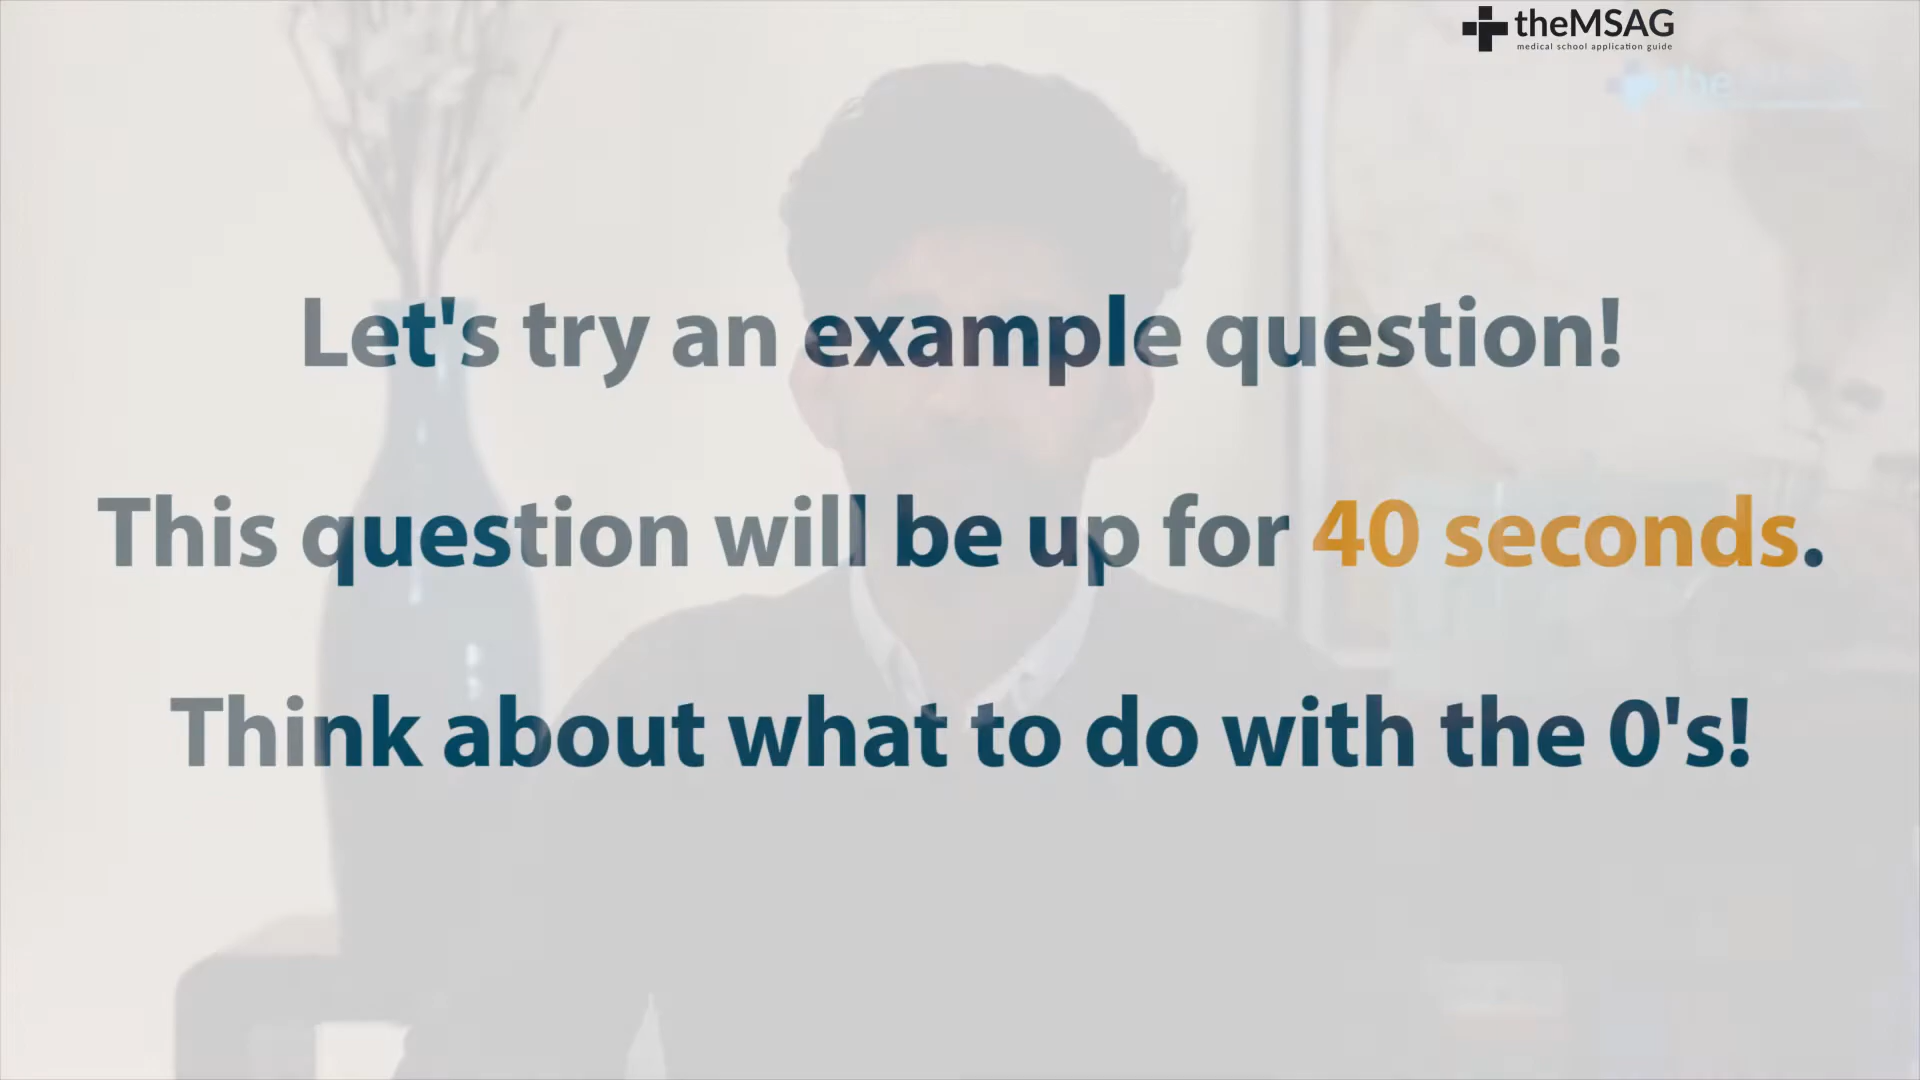 theMSAG
medical school application guide
the
Let's try an example question!
This question will be up for 40 seconds.
Think about what to do with the 0's!